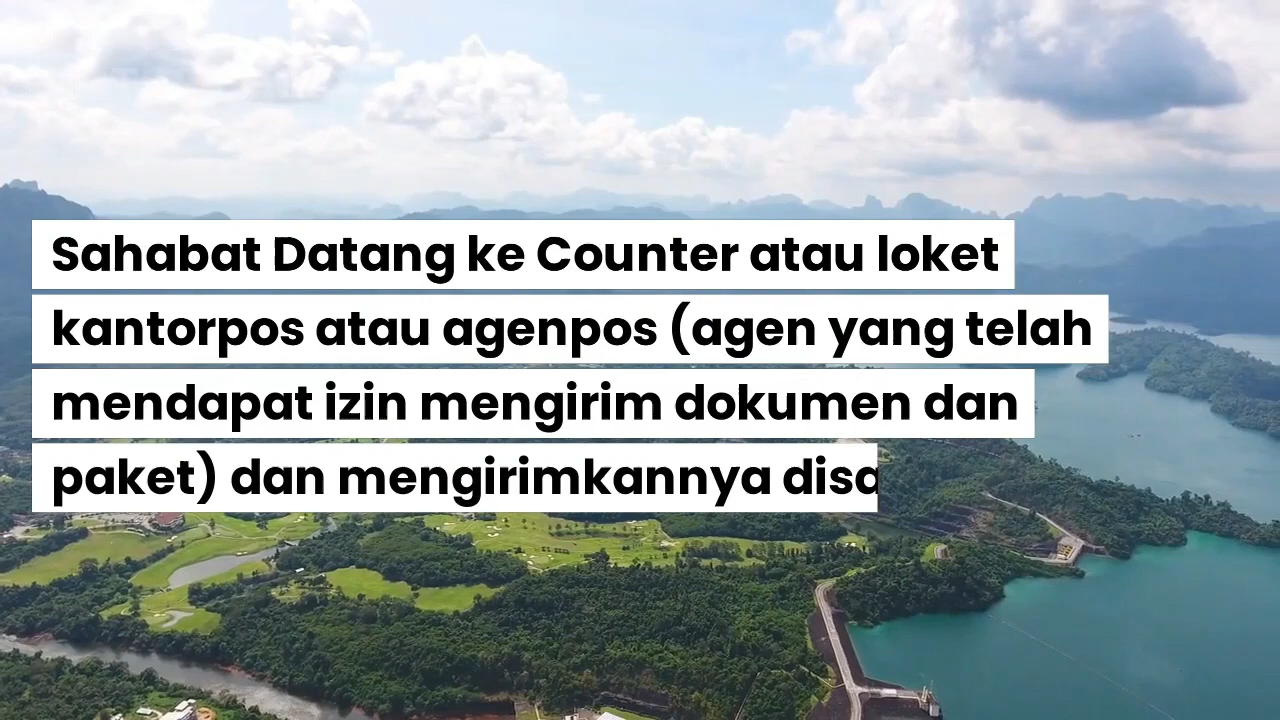 Sahabat Datang ke Counter atau loket
kantorpos atau agenpos (agen yang telah
mendapat izin mengirim dokumen dan
paket) dan mengirimkannya